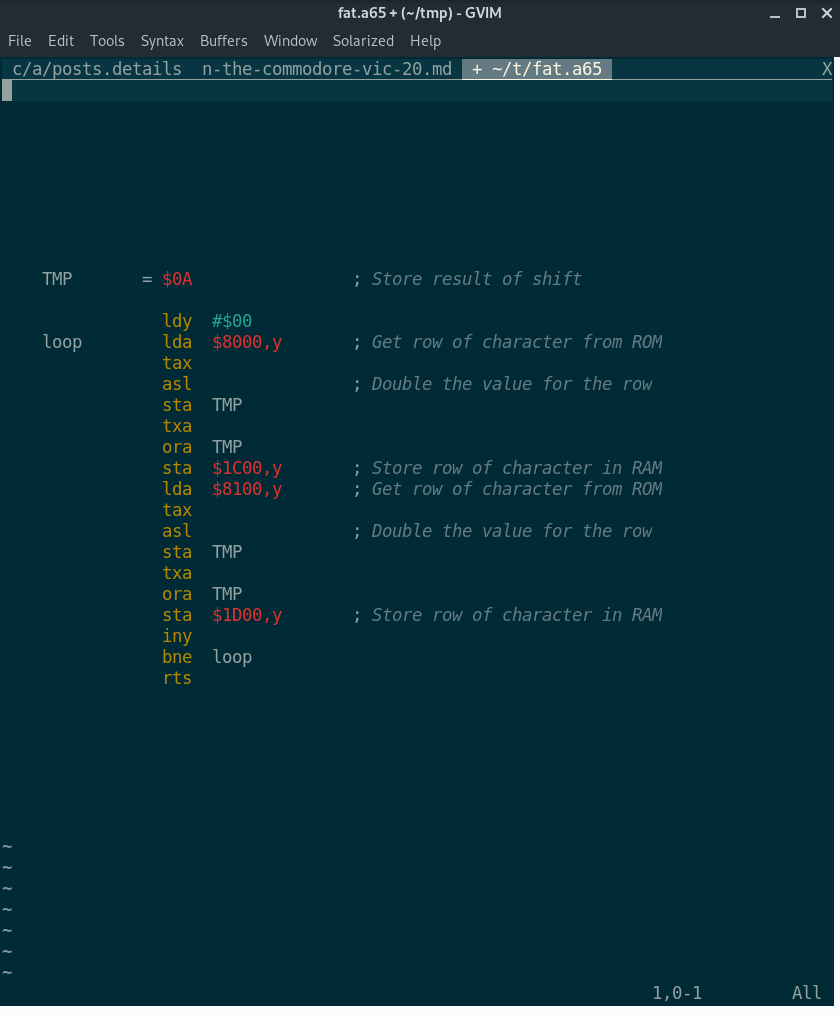 fat.a65 + (~/tmp) - GVIM
File Edit Tools Syntax Buffers Window Solarized Help
c/a/posts.details n-the-commodore-vic-20.md + ~/t/fat.a65 X
TMP = $0A ; Store result of shift
ldy #$00
loop lda $8000,y ; Get row of character from ROM
tax
asl ; Double the value for the row
sta TMP
txa
ora TMP
sta $1C00,y ; Store row of character in RAM
lda $8100,y ; Get row of character from ROM
tax
asl ; Double the value for the row
sta TMP
txa
ora TMP
sta $1D00,y ; Store row of character in RAM
iny
bne loop
rts
~
~
~
~
~
~
~
1,0-1 All